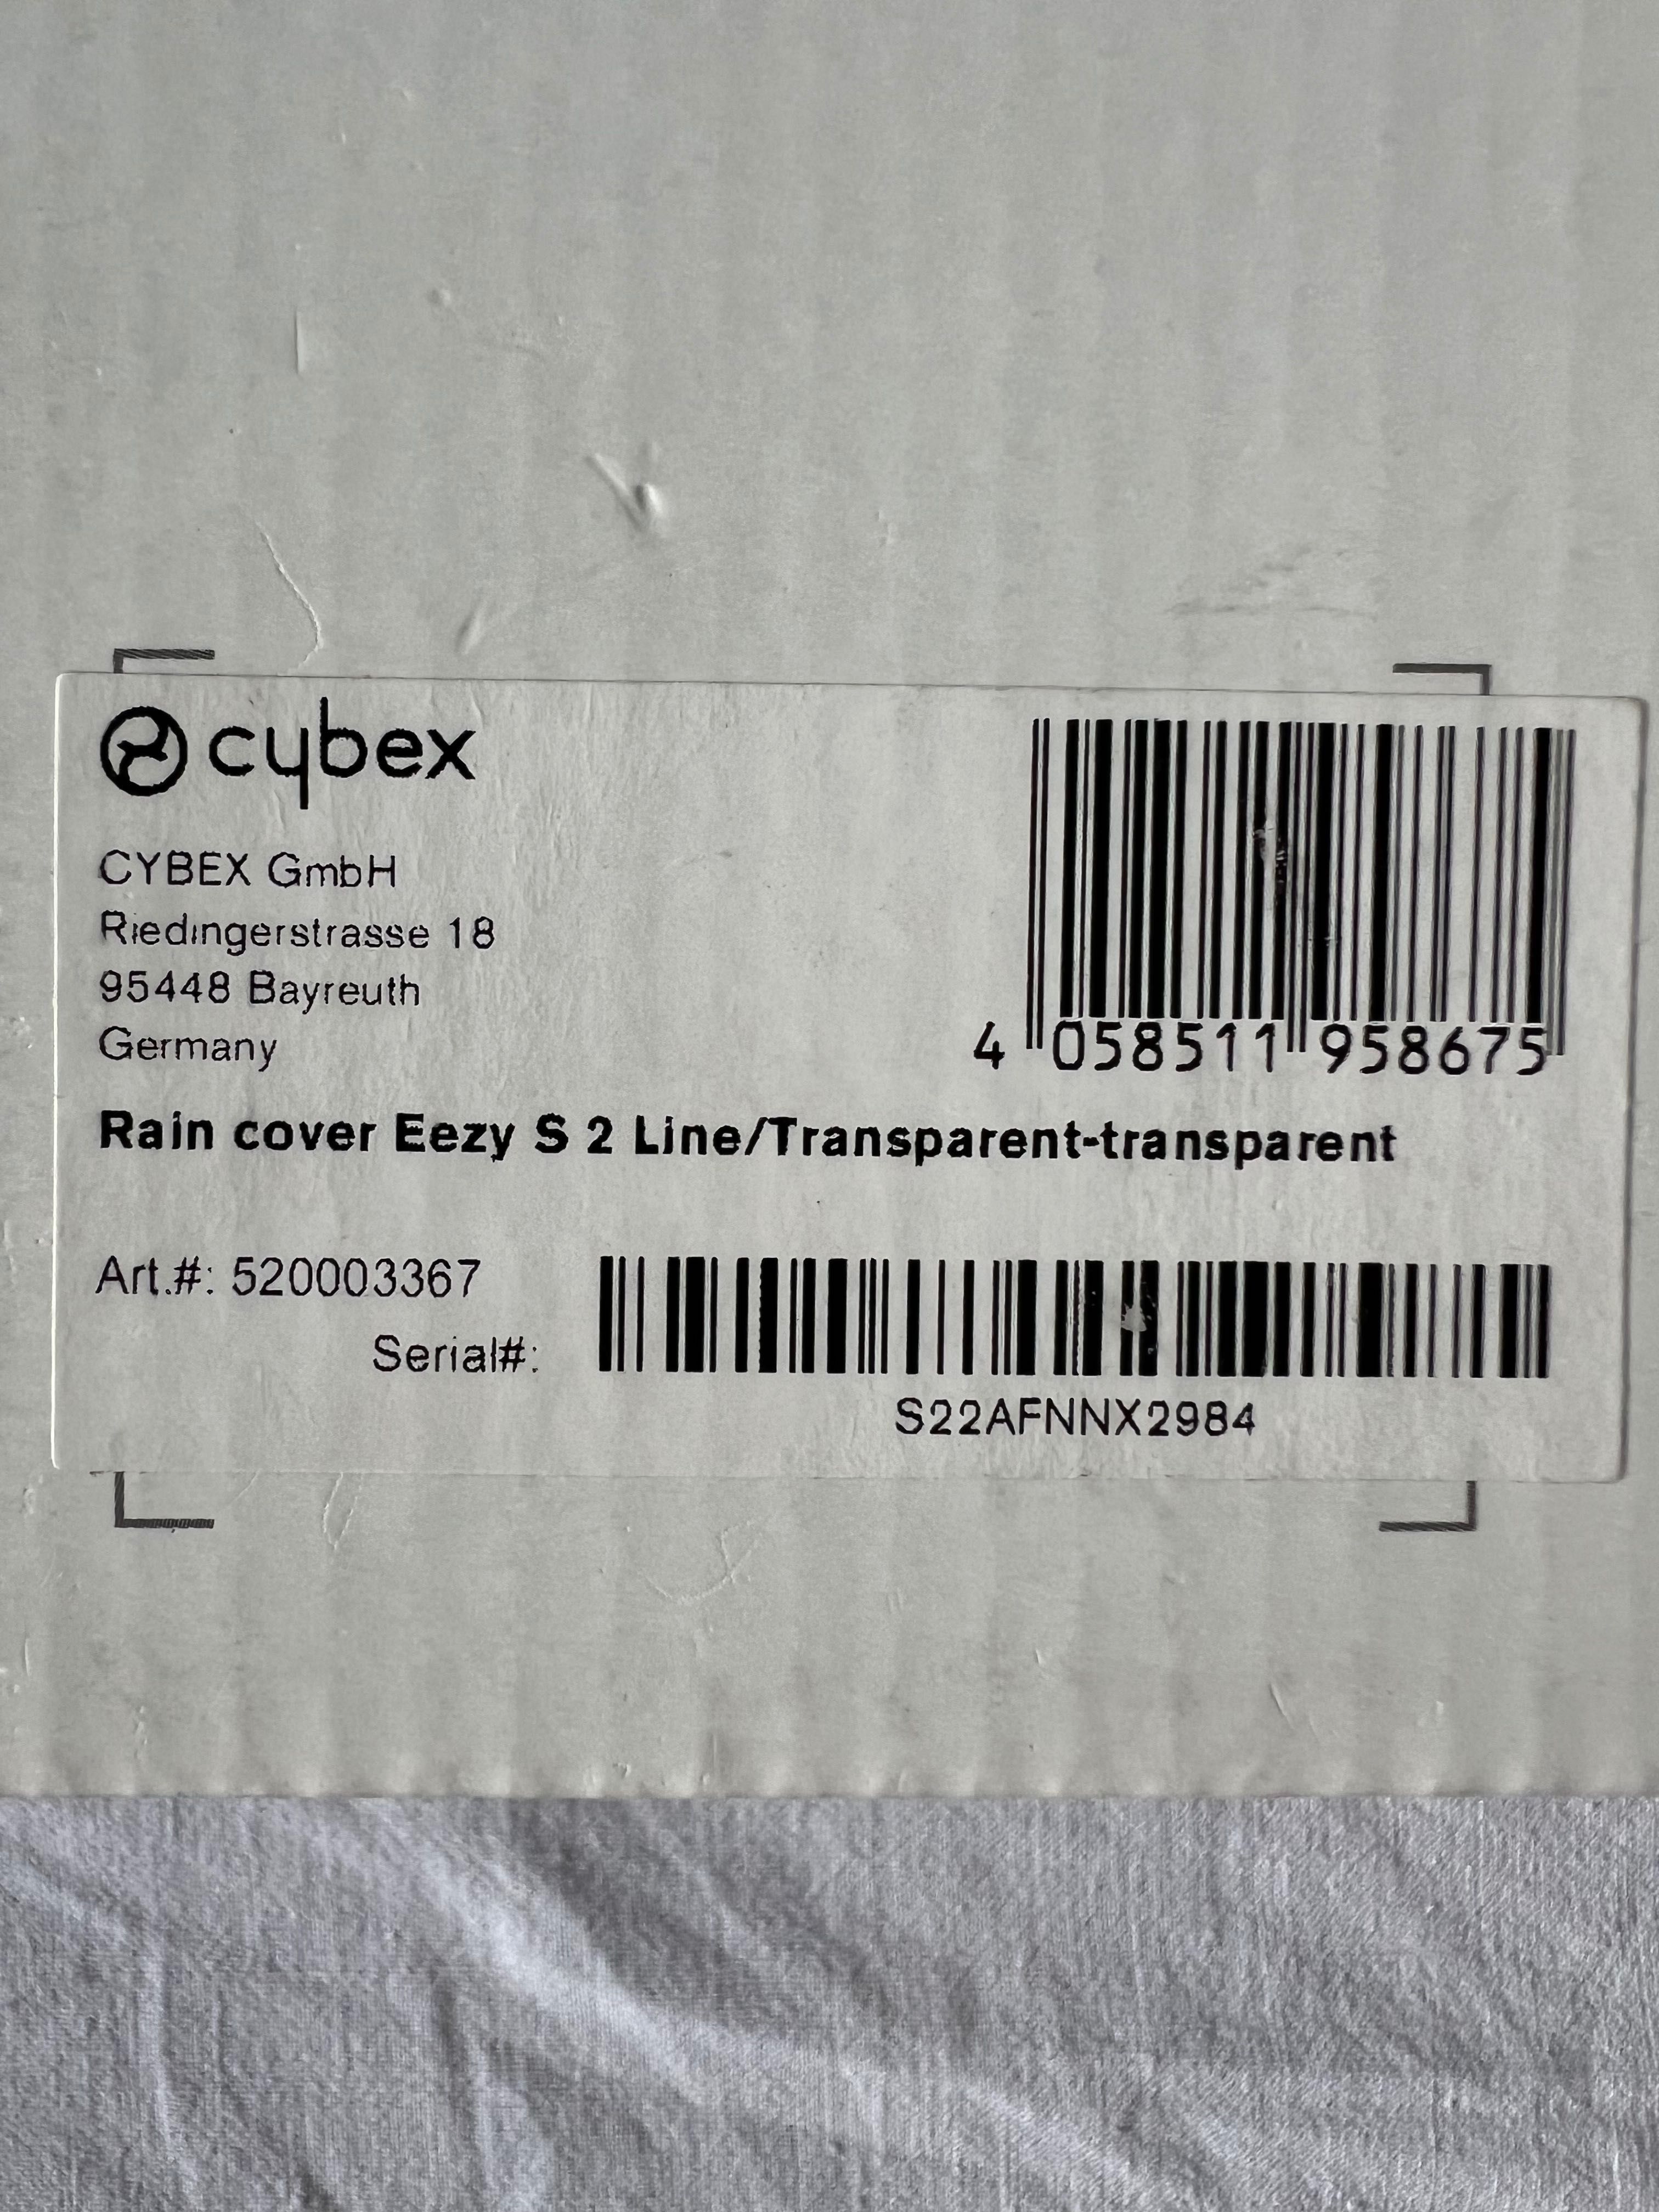 cybex
CYBEX GmbH
Riedingerstrasse 18
95448 Bayreuth
Germany
4 058511 958675
Rain cover Eezy S 2 Line/Transparent-transparent
Art.#: 520003367
Serial#:
S22AFNNX2984